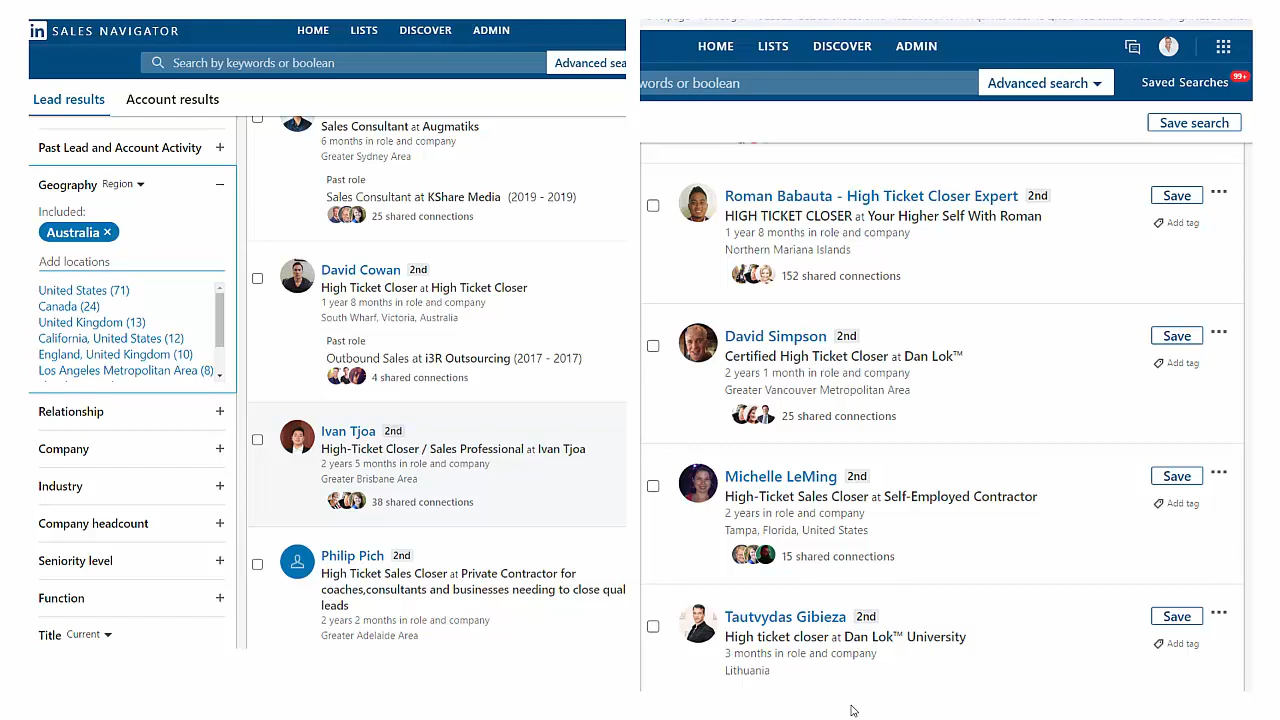 in SALES NAVIGATOR
HOME LISTS DISCOVER ADMIN
Search by keywords or boolean
Advanced sea
Lead results Account results
Past Lead and Account Activity +
Geography Region
Included:
Australia ×
Add locations
United States (71)
Canada (24)
United Kingdom (13)
California, United States (12)
England, United Kingdom (10)
Los Angeles Metropolitan Area (8)
Relationship +
Company +
Industry +
Company headcount +
Seniority level +
Function +
Title Current
Sales Consultant at Augmatiks
6 months in role and company
Greater Sydney Area
Past role
Sales Consultant at KShare Media (2019 - 2019)
25 shared connections
David Cowan 2nd
High Ticket Closer at High Ticket Closer
1 year 8 months in role and company
South Wharf, Victoria, Australia
Past role
Outbound Sales at i3R Outsourcing (2017 - 2017)
4 shared connections
Ivan Tjoa 2nd
High-Ticket Closer / Sales Professional at Ivan Tjoa
2 years 5 months in role and company
Greater Brisbane Area
38 shared connections
Philip Pich 2nd
High Ticket Sales Closer at Private Contractor for
coaches,consultants and businesses needing to close qual
leads
2 years 2 months in role and company
Greater Adelaide Area
HOME LISTS DISCOVER ADMIN
words or boolean
Advanced search
Saved Searches 99+
Save search
Roman Babauta - High Ticket Closer Expert 2nd
HIGH TICKET CLOSER at Your Higher Self With Roman
1 year 8 months in role and company
Northern Mariana Islands
152 shared connections
Save
Add tag
David Simpson 2nd
Certified High Ticket Closer at Dan Lok™
2 years 1 month in role and company
Greater Vancouver Metropolitan Area
25 shared connections
Save
Add tag
Michelle LeMing 2nd
High-Ticket Sales Closer at Self-Employed Contractor
2 years in role and company
Tampa, Florida, United States
15 shared connections
Save
Add tag
Tautvydas Gibieza 2nd
High ticket closer at Dan Lok™ University
3 months in role and company
Lithuania
Save
Add tag